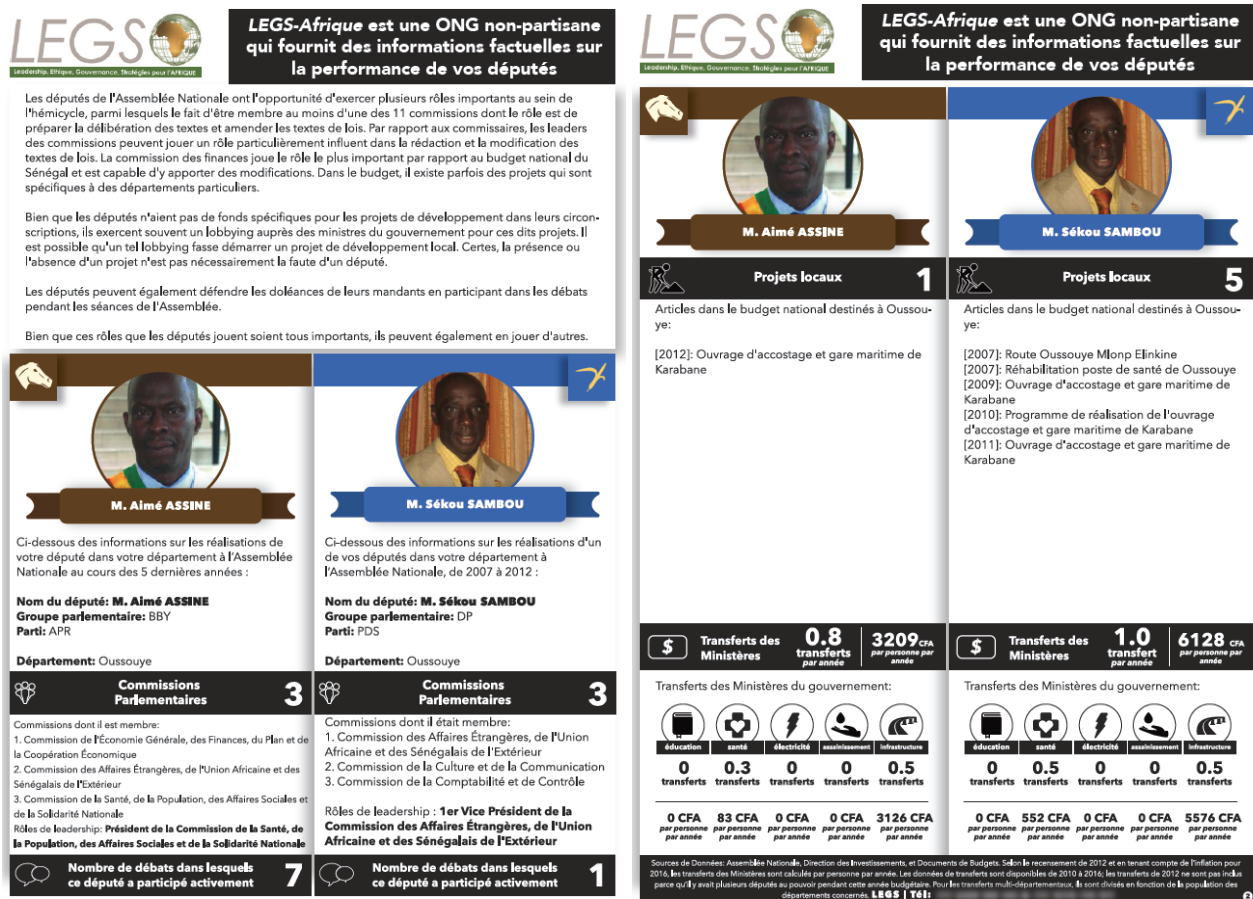 LEGS
Leadership, Ethique, Gouvernance, Stratégies pour l'AFRIQUE
LEGS-Afrique est une ONG non-partisane
qui fournit des informations factuelles sur
la performance de vos députés
Les députés de l'Assemblée Nationale ont l'opportunité d'exercer plusieurs rôles importants au sein de
l'hémicycle, parmi lesquels le fait d'être membre au moins d'une des 11 commissions dont le rôle est de
préparer la délibération des textes et amender les textes de lois. Par rapport aux commissaires, les leaders
des commissions peuvent jouer un rôle particulièrement influent dans la rédaction et la modification des
textes de lois. La commission des finances joue le rôle le plus important par rapport au budget national du
Sénégal et est capable d'y apporter des modifications. Dans le budget, il existe parfois des projets qui sont
spécifiques à des départements particuliers.
Bien que les députés n'aient pas de fonds spécifiques pour les projets de développement dans leurs circon-
scriptions, ils exercent souvent un lobbying auprès des ministres du gouvernement pour ces dits projets. Il
est possible qu'un tel lobbying fasse démarrer un projet de développement local. Certes, la présence ou
l'absence d'un projet n'est pas nécessairement la faute d'un député.
Les députés peuvent également défendre les doléances de leurs mandants en participant dans les débats
pendant les séances de l'Assemblée.
Bien que ces rôles que les députés jouent soient tous importants, ils peuvent également en jouer d'autres.
M. Aimé ASSINE
Ci-dessous des informations sur les réalisations de
votre député dans votre département à l'Assemblée
Nationale au cours des 5 dernières années :
Nom du député: M. Aimé ASSINE
Groupe parlementaire: BBY
Parti: APR
Département: Oussouye
Commissions
Parlementaires
3
Commissions dont il est membre:
1. Commission de l'Économie Générale, des Finances, du Plan et de
la Coopération Économique
2. Commission des Affaires Étrangères, de l'Union Africaine et des
Sénégalais de l'Extérieur
3. Commission de la Santé, de la Population, des Affaires Sociales et
de la Solidarité Nationale
Rôles de leadership: Président de la Commission de la Santé, de
la Population, des Affaires Sociales et de la Solidarité Nationale
Nombre de débats dans lesquels
ce député a participé activement
7
M. Sékou SAMBOU
Ci-dessous des informations sur les réalisations d'un
de vos députés dans votre département à
l'Assemblée Nationale, de 2007 à 2012 :
Nom du député: M. Sékou SAMBOU
Groupe parlementaire: DP
Parti: PDS
Département: Oussouye
Commissions
Parlementaires
3
Commissions dont il était membre:
1. Commission des Affaires Étrangères, de l'Union
Africaine et des Sénégalais de l'Extérieur
2. Commission de la Culture et de la Communication
3. Commission de la Comptabilité et de Contrôle
Rôles de leadership : 1er Vice Président de la
Commission des Affaires Étrangères, de l'Union
Africaine et des Sénégalais de l'Extérieur
Nombre de débats dans lesquels
ce député a participé activement
1
LEGS
Leadership, Ethique, Gouvernance, Stratégies pour l'AFRIQUE
LEGS-Afrique est une ONG non-partisane
qui fournit des informations factuelles sur
la performance de vos députés
M. Aimé ASSINE
Projets locaux
1
Articles dans le budget national destinés à Oussou-
ye:
[2012]: Ouvrage d'accostage et gare maritime de
Karabane
Transferts des
Ministères
0.8
transferts
par année
3209 CFA
par personne par
année
Transferts des Ministères du gouvernement:
éducation santé électricité assainissement infrastructure
0 0.3 0 0 0.5
transferts transferts transferts transferts transferts
0 CFA 83 CFA 0 CFA 0 CFA 3126 CFA
par personne par personne par personne par personne par personne
par année par année par année par année par année
M. Sékou SAMBOU
Projets locaux
5
Articles dans le budget national destinés à Oussou-
ye:
[2007]: Route Oussouye Mlonp Elinkine
[2007]: Réhabilitation poste de santé de Oussouye
[2009]: Ouvrage d'accostage et gare maritime de
Karabane
[2010]: Programme de réalisation de l'ouvrage
d'accostage et gare maritime de Karabane
[2011]: Ouvrage d'accostage et gare maritime de
Karabane
Transferts des
Ministères
1.0
transfert
par année
6128 CFA
par personne par
année
Transferts des Ministères du gouvernement:
éducation santé électricité assainissement infrastructure
0 0.5 0 0 0.5
transferts transferts transferts transferts transferts
0 CFA 552 CFA 0 CFA 0 CFA 5576 CFA
par personne par personne par personne par personne par personne
par année par année par année par année par année
Sources de Données: Assemblée Nationale, Direction des Investissements, et Documents de Budgets. Selon le recensement de 2012 et en tenant compte de l'inflation pour
2016, les transferts des Ministères sont calculés par personne par année. Les données de transferts sont disponibles de 2010 à 2016; les transferts de 2012 ne sont pas inclus
parce qu'il y avait plusieurs députés au pouvoir pendant cette année budgétaire. Pour les transferts multi-départementaux, ils sont divisés en fonction de la population des
départements concernés. LEGS | Tél:
2